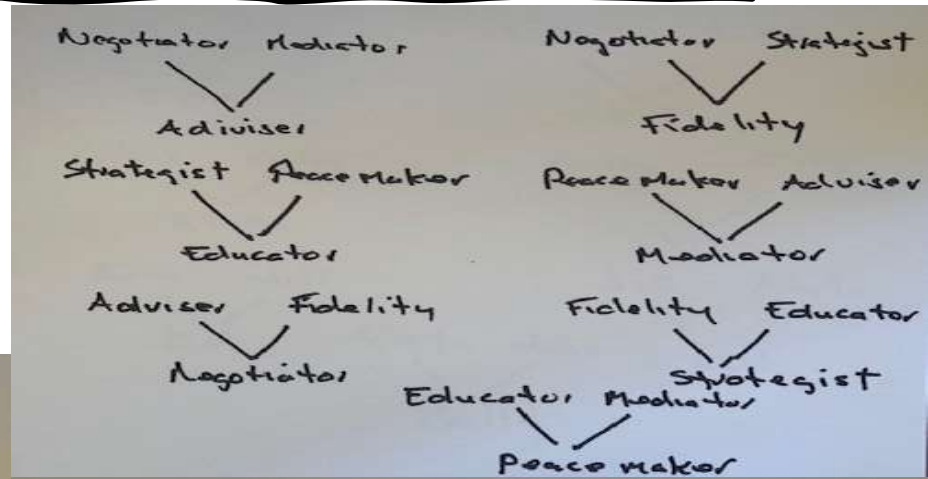 Negotiator Mediator
Adiviser
Negotiator Strategist
Fidelity
Strategist Peace Maker
Educator
Peace Maker Adviser
Mediator
Adviser Fidelity
Negotiator
Fidelity Educator
Strategist
Educator Mediator
Peace maker